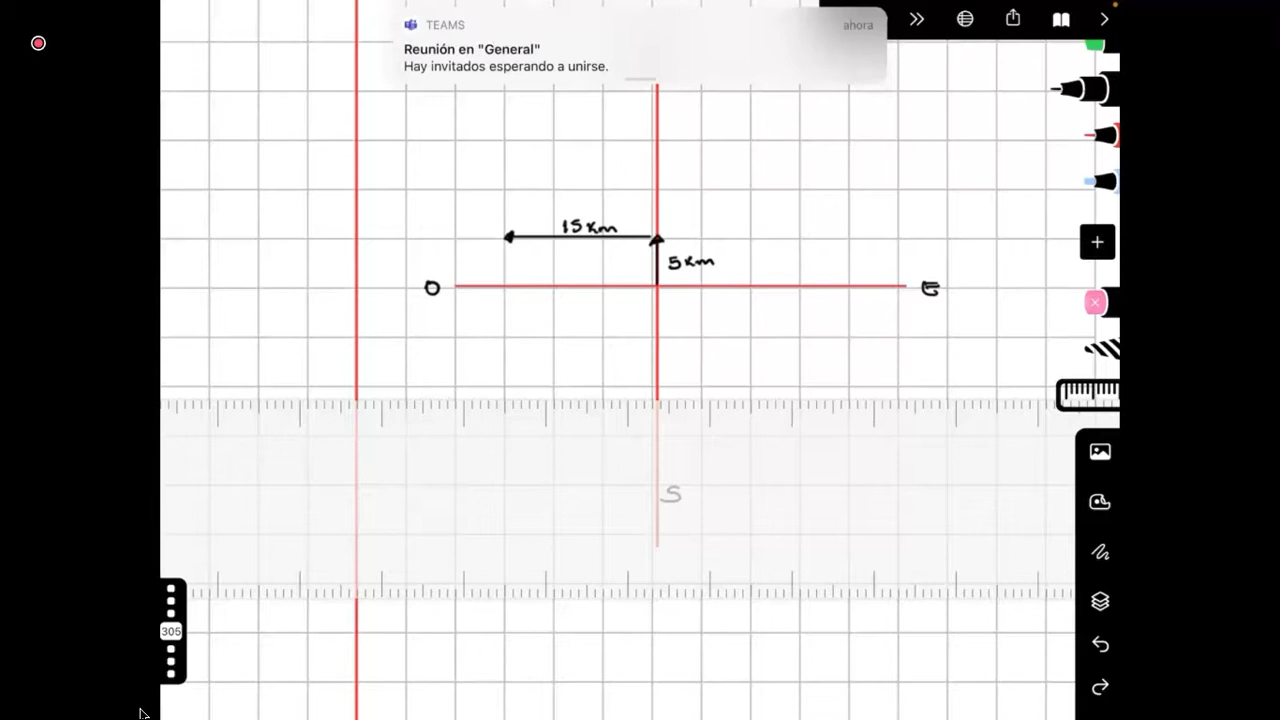 TEAMS
ahora
Reunión en "General"
Hay invitados esperando a unirse.
15 km
5 km
O
E
S
305